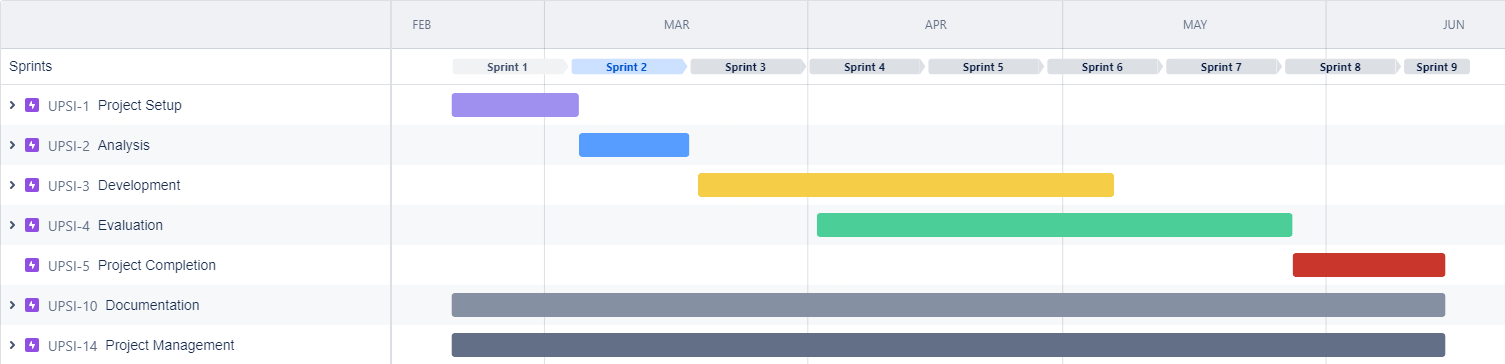 FEB MAR APR MAY JUN
Sprints Sprint 1 Sprint 2 Sprint 3 Sprint 4 Sprint 5 Sprint 6 Sprint 7 Sprint 8 Sprint 9
UPSI-1 Project Setup
UPSI-2 Analysis
UPSI-3 Development
UPSI-4 Evaluation
UPSI-5 Project Completion
UPSI-10 Documentation
UPSI-14 Project Management